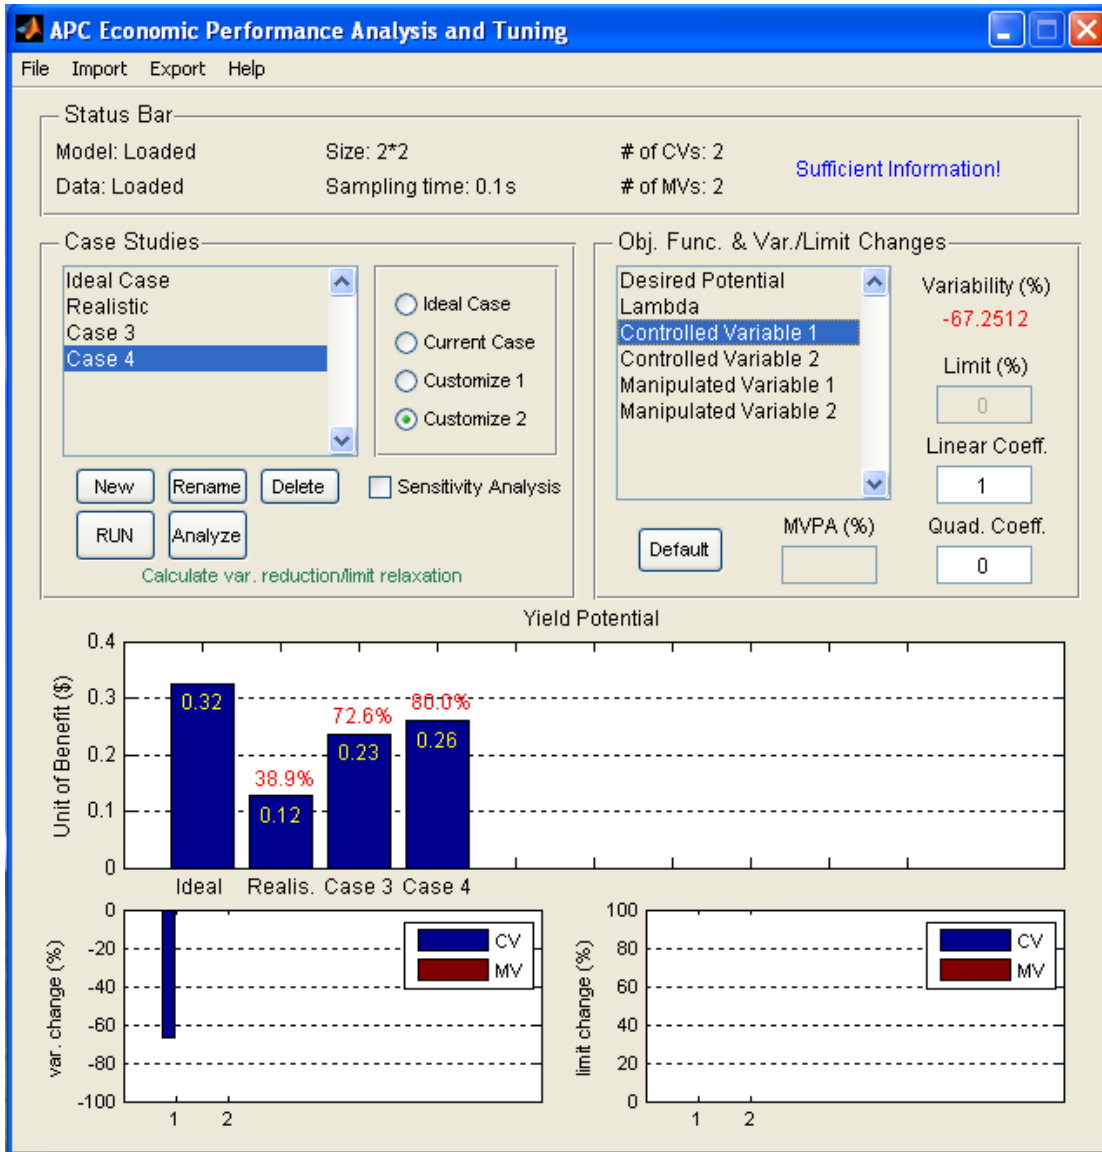 APC Economic Performance Analysis and Tuning
File Import Export Help
Status Bar
Model: Loaded Size: 2*2 # of CVs: 2
Sufficient Information!
Data: Loaded Sampling time: 0.1s # of MVs: 2
Case Studies
Ideal Case
Realistic
Case 3
Case 4
Ideal Case
Current Case
Customize 1
Customize 2
New Rename Delete Sensitivity Analysis
RUN Analyze
Calculate var. reduction/limit relaxation
Obj. Func. & Var./Limit Changes
Desired Potential
Lambda
Controlled Variable 1
Controlled Variable 2
Manipulated Variable 1
Manipulated Variable 2
Variability (%)
-67.2512
Limit (%)
0
Linear Coeff.
1
Default
MVPA (%)
Quad. Coeff.
0
Yield Potential
Unit of Benefit ($)
0.4
0.3
0.2
0.1
0
0.32
38.9%
0.12
72.6%
0.23
80.0%
0.26
Ideal Realis. Case 3 Case 4
var. change (%)
0
-20
-40
-60
-80
-100
1 2
CV
MV
limit change (%)
100
80
60
40
20
0
1 2
CV
MV